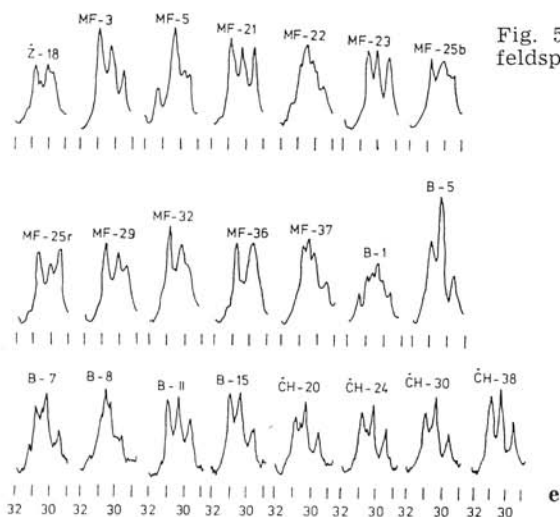 Fig. 5
feldsp
Ż-18 MF-3 MF-5 MF-21 MF-22 MF-23 MF-25b
MF-25r MF-29 MF-32 MF-36 MF-37 B-1 B-5
B-7 B-8 B-11 B-15 ĊH-20 ĊH-24 ĊH-30 ĊH-38
32 30 32 30 32 30 32 30 32 30 32 30 32 30 32 30
e